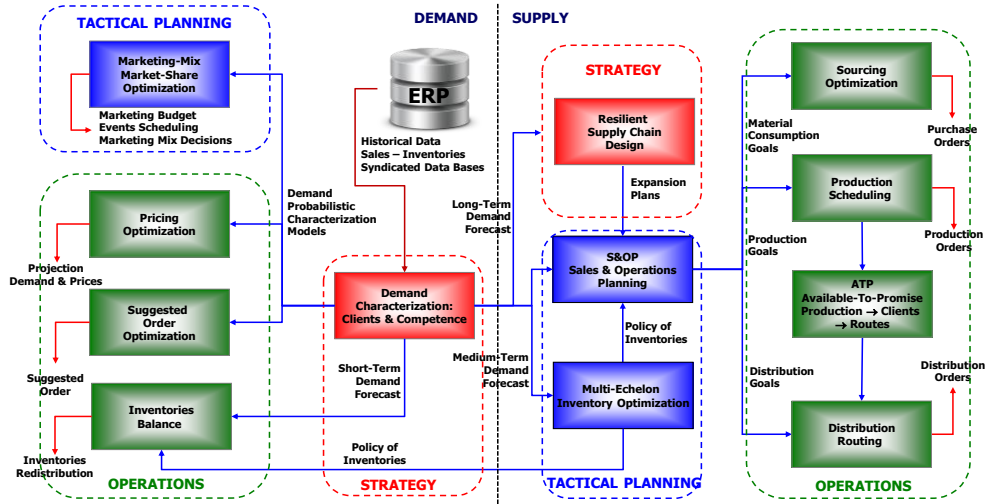 DEMAND
SUPPLY
TACTICAL PLANNING
Marketing-Mix
Market-Share
Optimization
Marketing Budget
Events Scheduling
Marketing Mix Decisions
ERP
Historical Data
Sales – Inventories
Syndicated Data Bases
Demand
Probabilistic
Characterization
Models
Pricing
Optimization
Projection
Demand & Prices
Suggested
Order
Optimization
Suggested
Order
Inventories
Balance
Inventories
Redistribution
OPERATIONS
Demand
Characterization:
Clients & Competence
Short-Term
Demand
Forecast
Policy of
Inventories
STRATEGY
STRATEGY
Resilient
Supply Chain
Design
Expansion
Plans
Long-Term
Demand
Forecast
S&OP
Sales & Operations
Planning
Policy of
Inventories
Medium-Term
Demand
Forecast
Multi-Echelon
Inventory Optimization
TACTICAL PLANNING
Sourcing
Optimization
Material
Consumption
Goals
Purchase
Orders
Production
Scheduling
Production
Goals
Production
Orders
ATP
Available-To-Promise
Production → Clients
→ Routes
Distribution
Goals
Distribution
Orders
Distribution
Routing
OPERATIONS